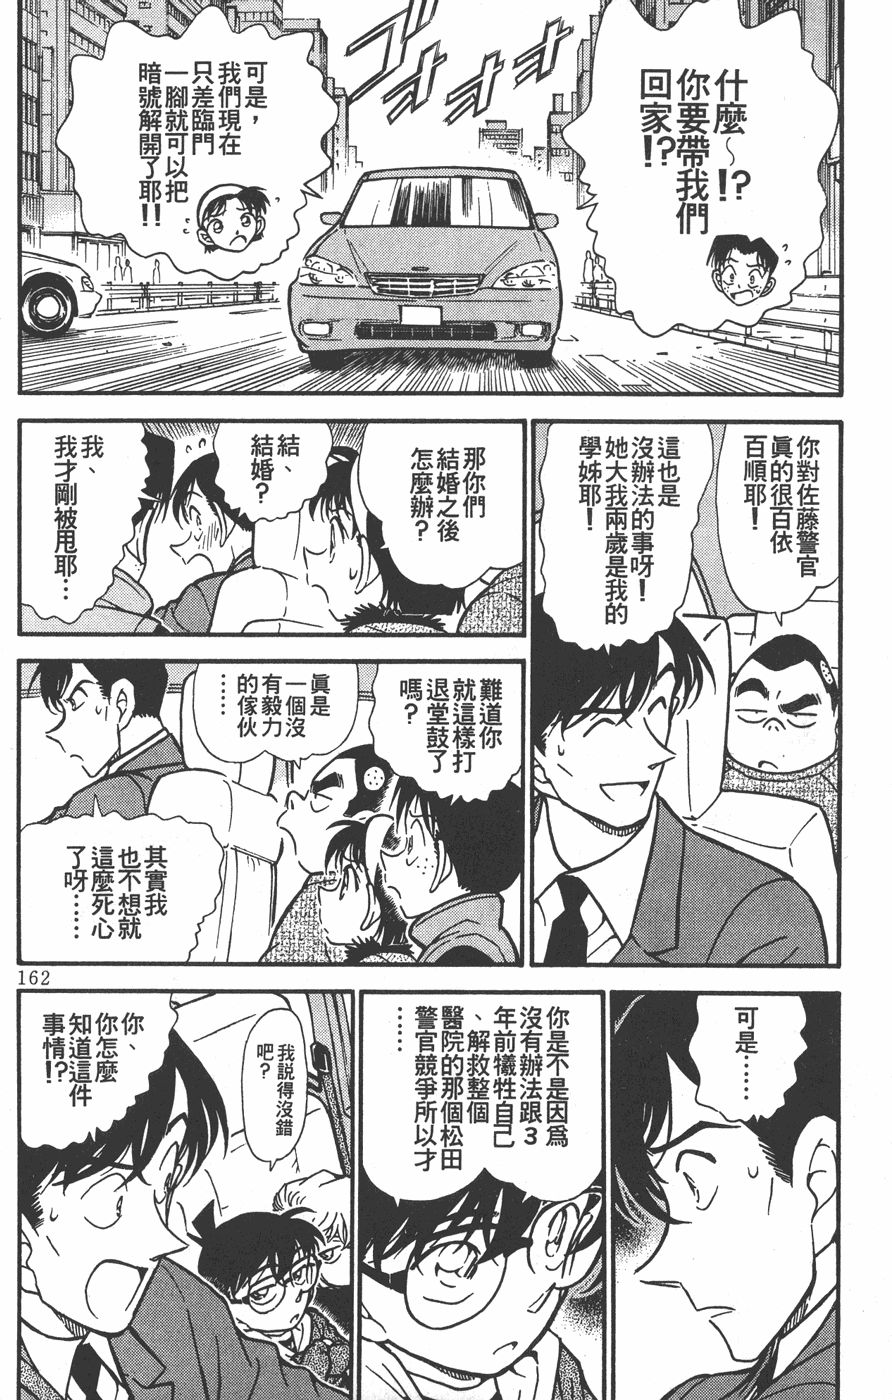 什麼～!?
你要帶我們
回家!?
可是，
我們現在
只差臨門
一腳就可以把
暗號解開了耶!!
ゴオオオ
你對佐藤警官
真的很百依
百順耶！
這也是
沒辦法的事呀！
她大我兩歲是我的
學姊耶！
那你們
結婚之後
怎麼辦？
結、
結婚？
我、
我才剛被甩耶…
難道你
就這樣打
退堂鼓了
嗎？
真是
一個沒
有毅力
的傢伙
……
其實我
也不想就
這麼死心
了呀……
162
可是……
你是不是因為
沒有辦法跟3
年前犧牲自己
、解救整個
醫院的那個松田
警官競爭所以才
……
我說得沒錯
吧？
你、
你怎麼
知道這件
事情!?